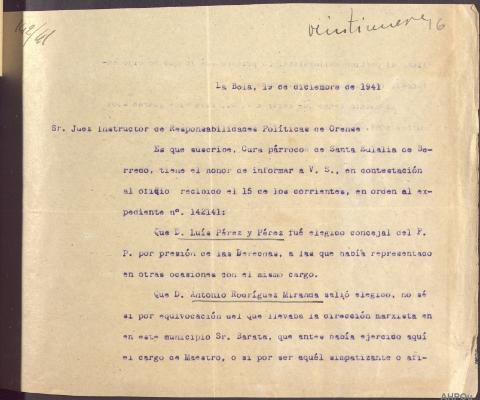 142/41
veintinueve 16
La Bola, 19 de diciembre de 1941
Sr. Juez Instructor de Responsabilidades Políticas de Orense.
Es que suscribe, Cura párroco de Santa Eulalia de Be-
rredo, tiene el honor de informar a V. S., en contestación
al oficio recibido el 15 de los corrientes, en orden al ex-
pediente nº. 142141:
Que D. Luís Pérez y Pérez fué elegido concejal del F.
P. por presión de las Derechas, a las que había representado
en otras ocasiones con el mismo cargo.
Que D. Antonio Rodríguez Miranda salió elegido, no sé
si por equivocación del que llevaba la dirección marxista en
en este municipio Sr. Barata, que antes había ejercido aquí
el cargo de Maestro, o si por ser aquél simpatizante o afi-
AHPOu